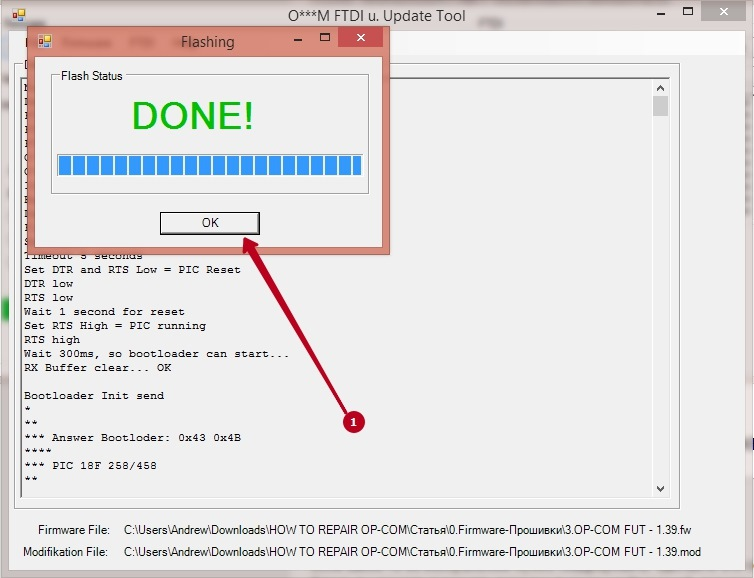 O***M FTDI u. Update Tool
Flashing
Flash Status
DONE!
OK
Timeout 5 seconds
Set DTR and RTS Low = PIC Reset
DTR low
RTS low
Wait 1 second for reset
Set RTS High = PIC running
RTS high
Wait 300ms, so bootloader can start...
RX Buffer clear... OK
Bootloader Init send
*
**
*** Answer Bootloder: 0x43 0x4B
****
*** PIC 18F 258/458
**
1
Firmware File: C:\Users\Andrew\Downloads\HOW TO REPAIR OP-COM\Статья\0.Firmware-Прошивки\3.OP-COM FUT - 1.39.fw
Modifikation File: C:\Users\Andrew\Downloads\HOW TO REPAIR OP-COM\Статья\0.Firmware-Прошивки\3.OP-COM FUT - 1.39.mod